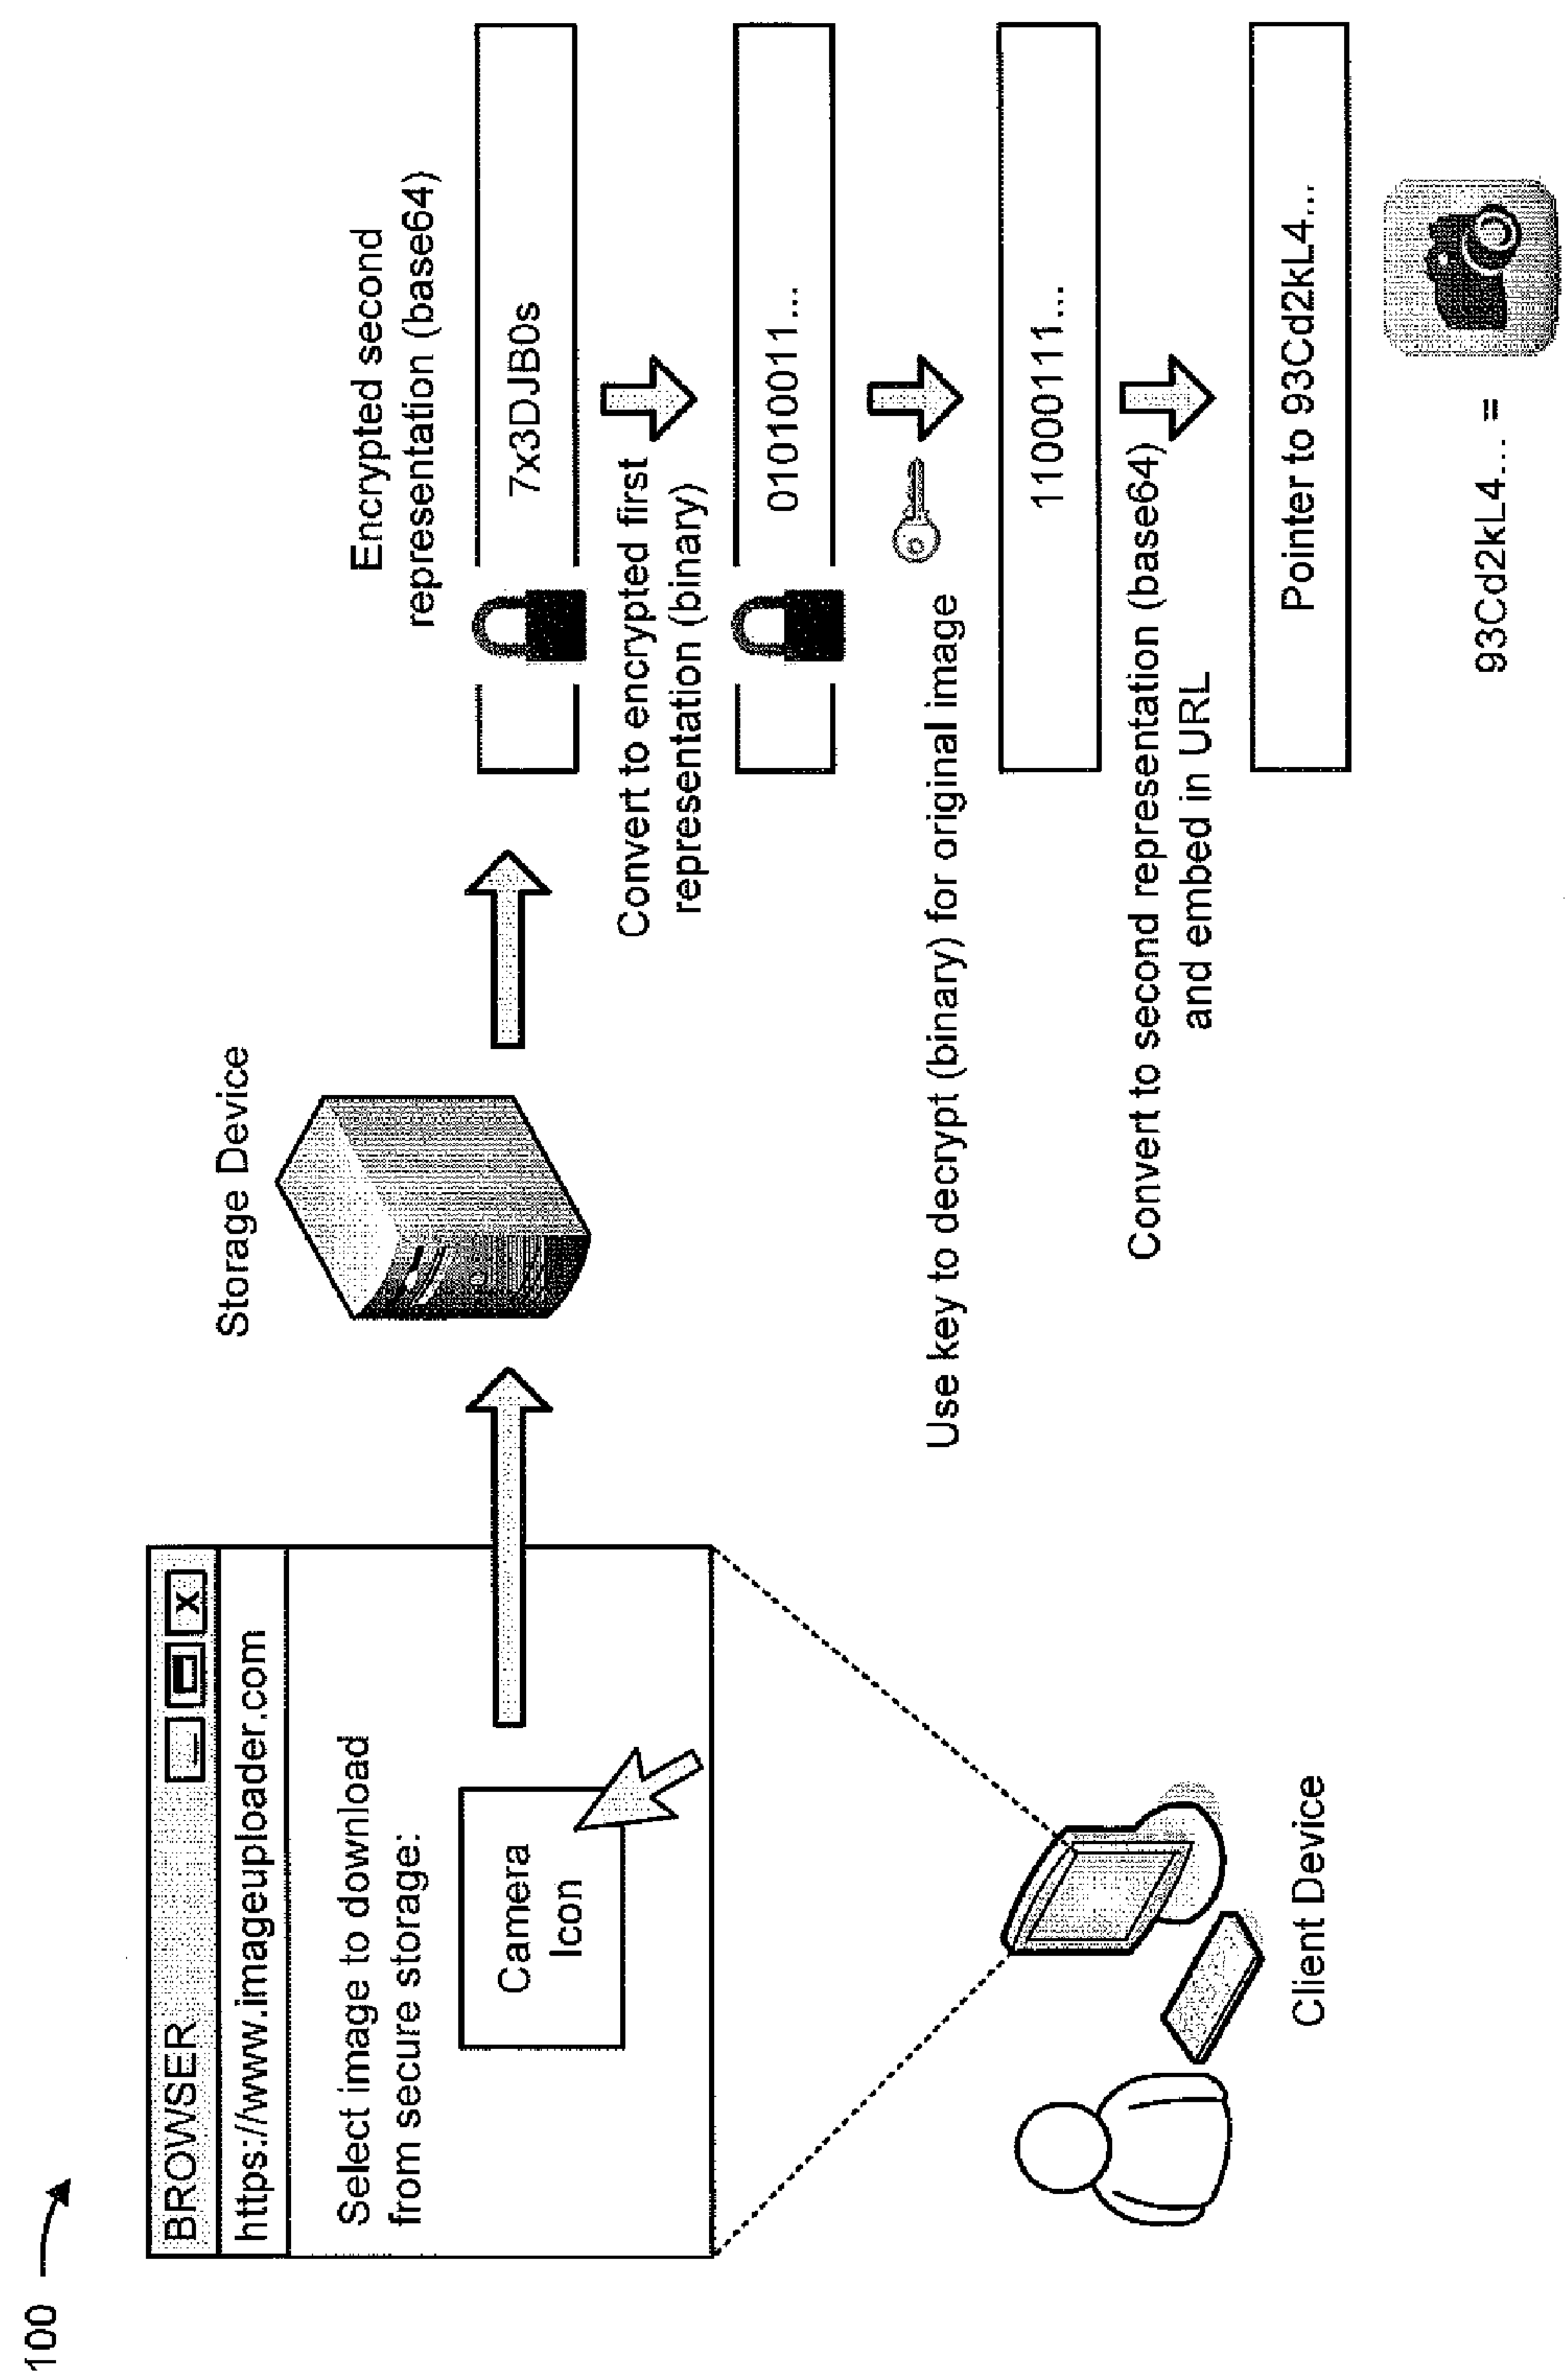 100
BROWSER
https://www.imageuploader.com
X
Select image to download
from secure storage:
Camera
Icon
Client Device
Storage Device
Encrypted second
representation (base64)
7x3DJB0s
Convert to encrypted first
representation (binary)
01010011...
Use key to decrypt (binary) for original image
11000111...
Convert to second representation (base64)
and embed in URL
Pointer to 93Cd2kL4...
93Cd2kL4... =